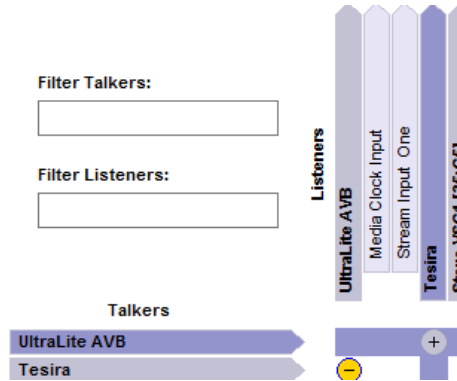 Filter Talkers:
Filter Listeners:
Listeners
UltraLite AVB
Media Clock Input
Stream Input One
Tesira
Talkers
UltraLite AVB
Tesira